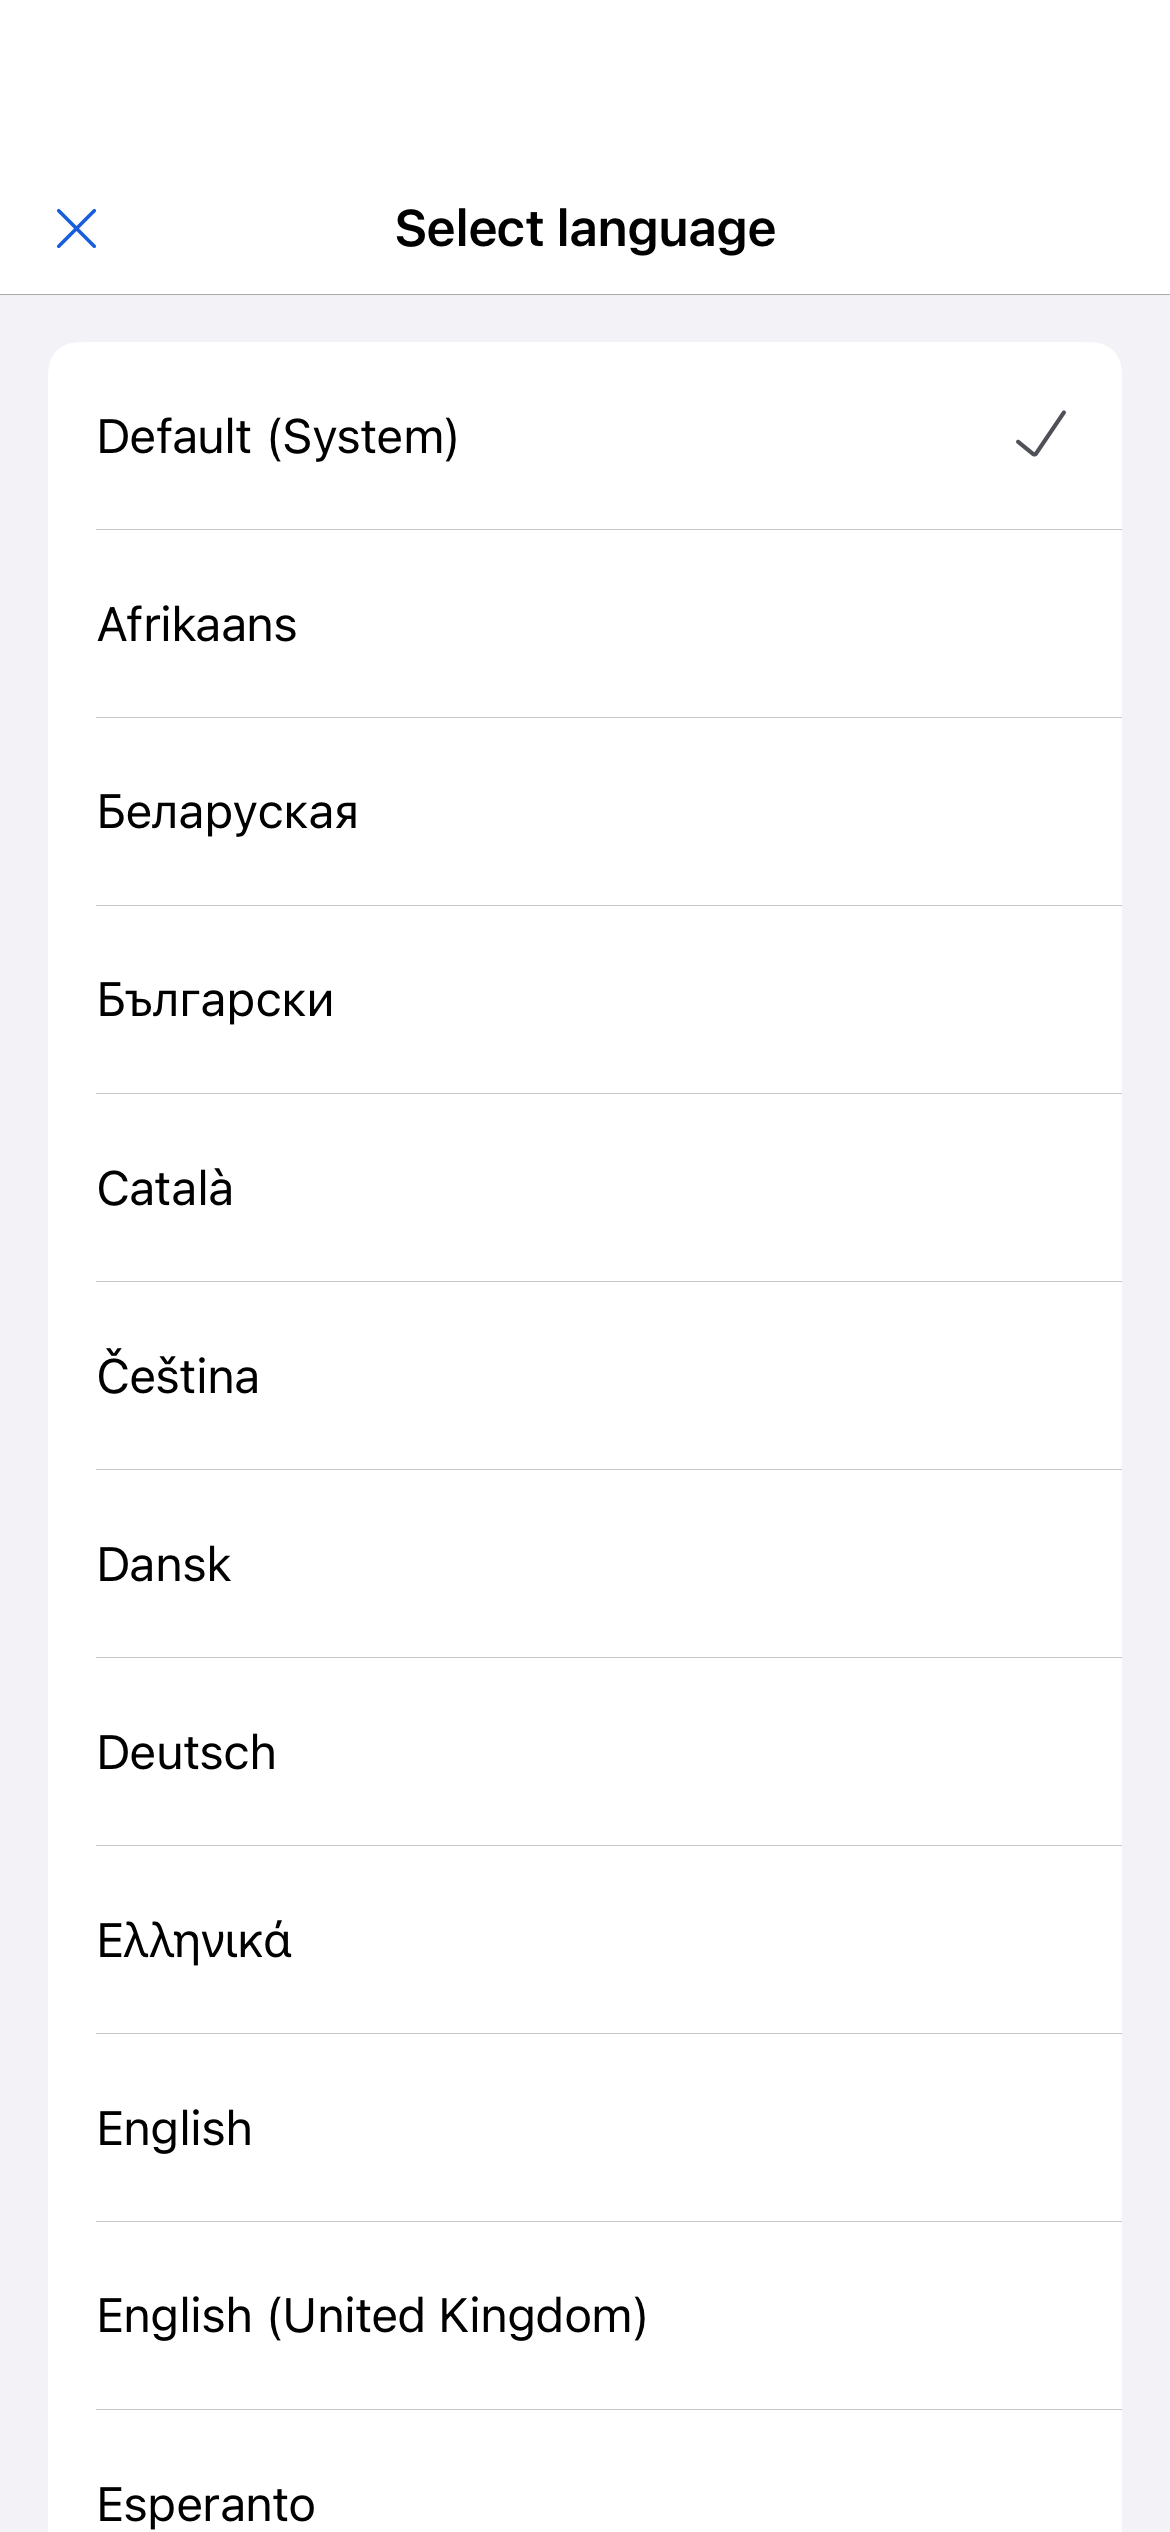 Select language
Default (System)
Afrikaans
Беларуская
Български
Català
Čeština
Dansk
Deutsch
Ελληνικά
English
English (United Kingdom)
Esperanto